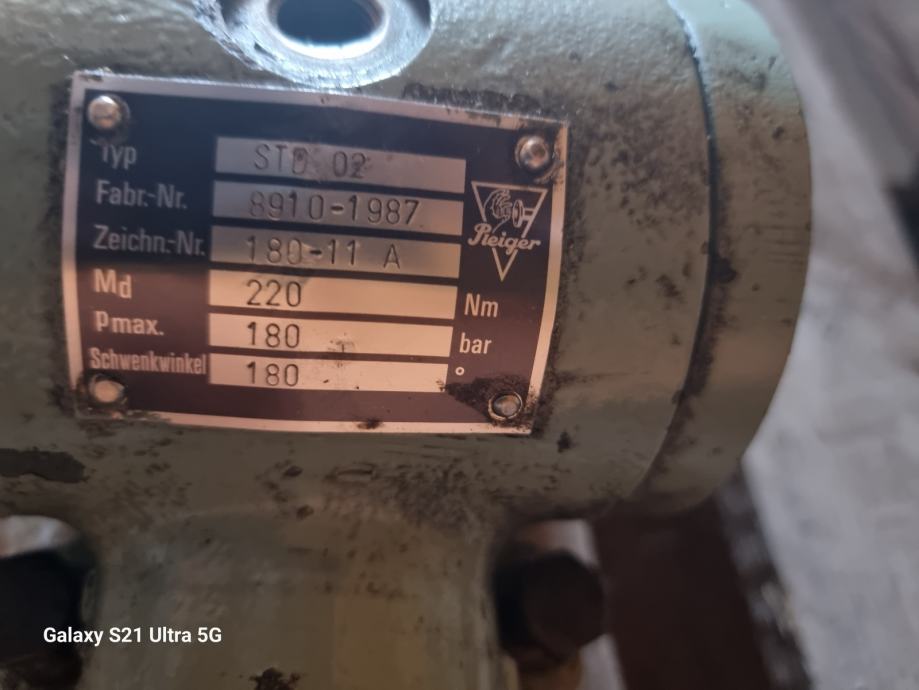 Typ STD 02
Fabr.-Nr. 8910-1987
Zeichn.-Nr. 180-11 A
Md 220 Nm
Pmax. 180 bar
Schwenkwinkel 180 °
Galaxy S21 Ultra 5G